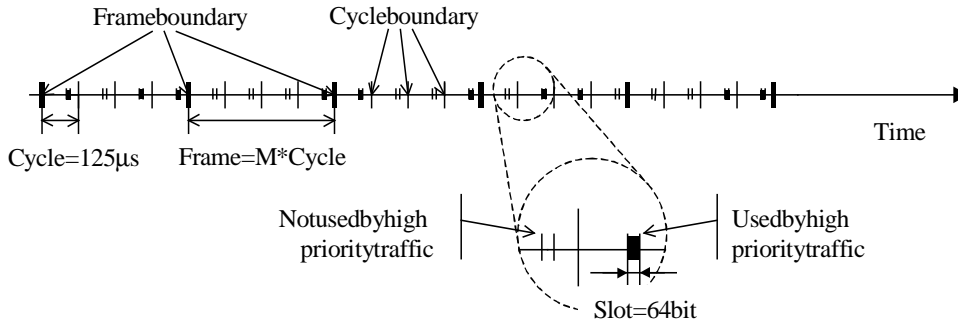 Frameboundary
Cycleboundary
Time
Cycle=125μs
Frame=M*Cycle
Notusedbyhigh
prioritytraffic
Usedbyhigh
prioritytraffic
Slot=64bit